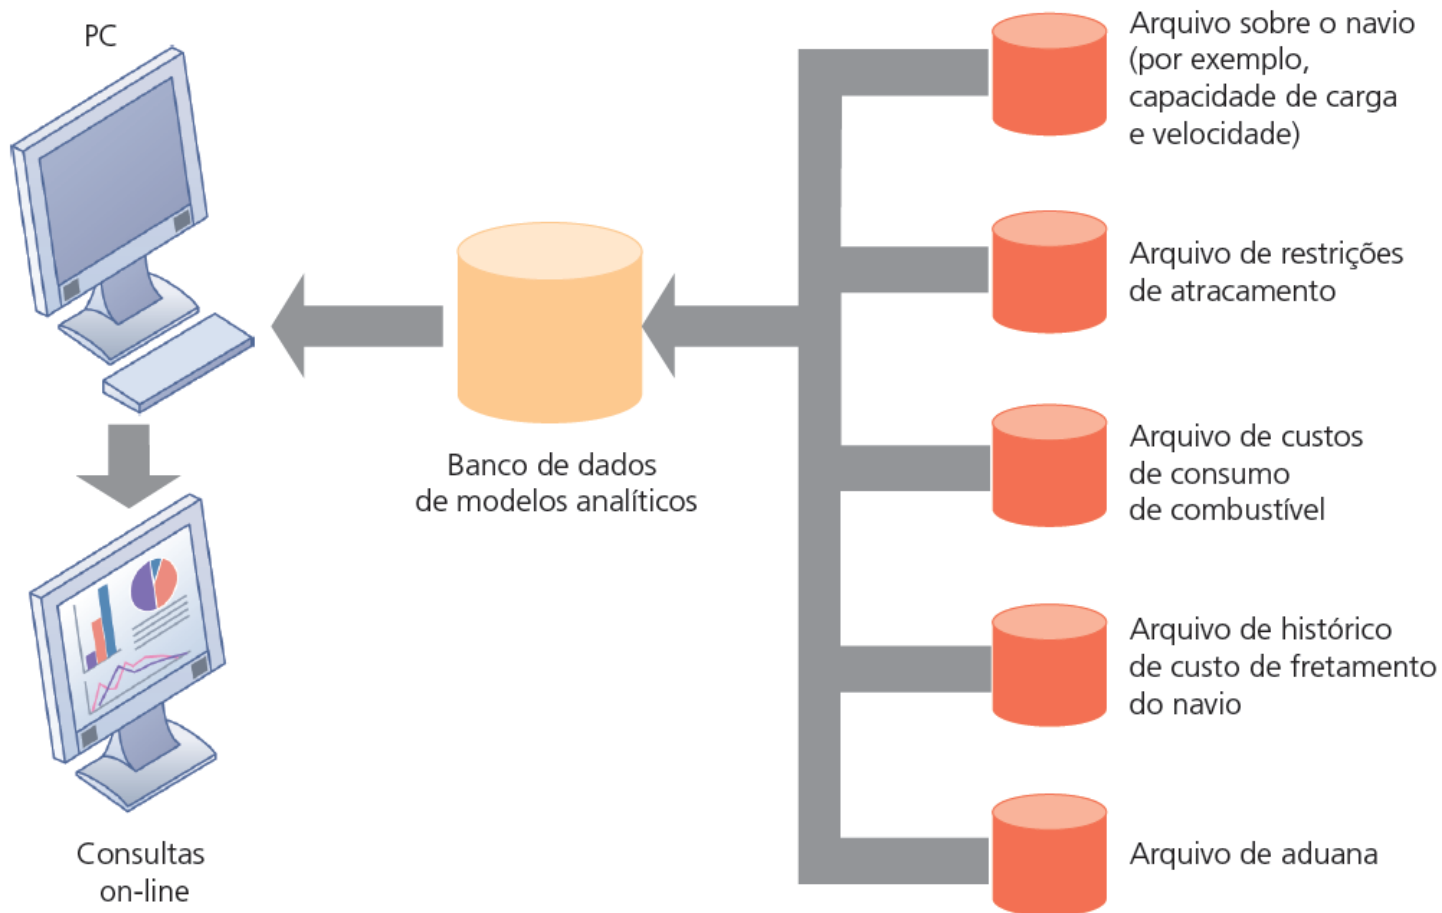 PC
Arquivo sobre o navio
(por exemplo,
capacidade de carga
e velocidade)
Arquivo de restrições
de atracamento
Banco de dados
de modelos analíticos
Arquivo de custos
de consumo
de combustível
Arquivo de histórico
de custo de fretamento
do navio
Consultas
on-line
Arquivo de aduana